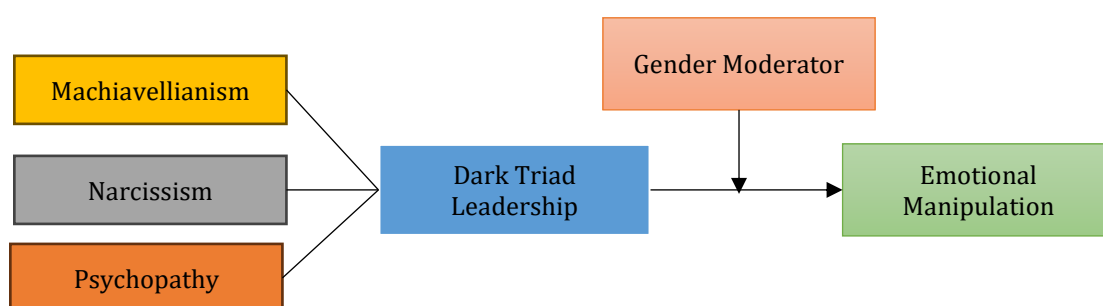 Machiavellianism
Narcissism
Psychopathy
Dark Triad
Leadership
Gender Moderator
Emotional
Manipulation